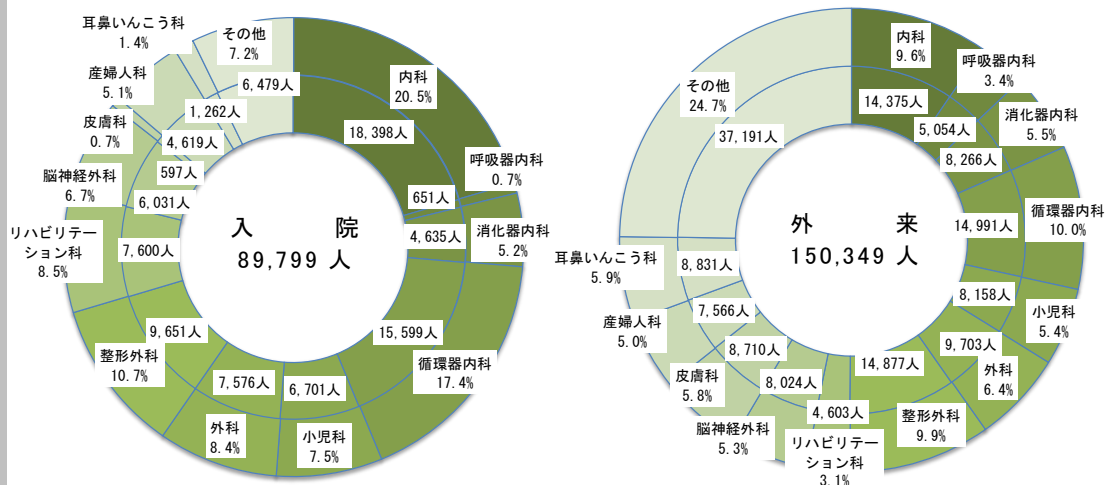 入 院
89,799 人
内科
20.5%
18,398人
呼吸器内科
0.7%
651人
消化器内科
5.2%
4,635人
循環器内科
17.4%
15,599人
小児科
7.5%
6,701人
外科
8.4%
7,576人
整形外科
10.7%
9,651人
リハビリテー
ション科
8.5%
7,600人
脳神経外科
6.7%
6,031人
皮膚科
0.7%
597人
産婦人科
5.1%
4,619人
耳鼻いんこう科
1.4%
1,262人
その他
7.2%
6,479人
外 来
150,349 人
内科
9.6%
14,375人
呼吸器内科
3.4%
5,054人
消化器内科
5.5%
8,266人
循環器内科
10.0%
14,991人
小児科
5.4%
8,158人
外科
6.4%
9,703人
整形外科
9.9%
14,877人
リハビリテー
ション科
3.1%
4,603人
脳神経外科
5.3%
8,024人
皮膚科
5.8%
8,710人
産婦人科
5.0%
7,566人
耳鼻いんこう科
5.9%
8,831人
その他
24.7%
37,191人